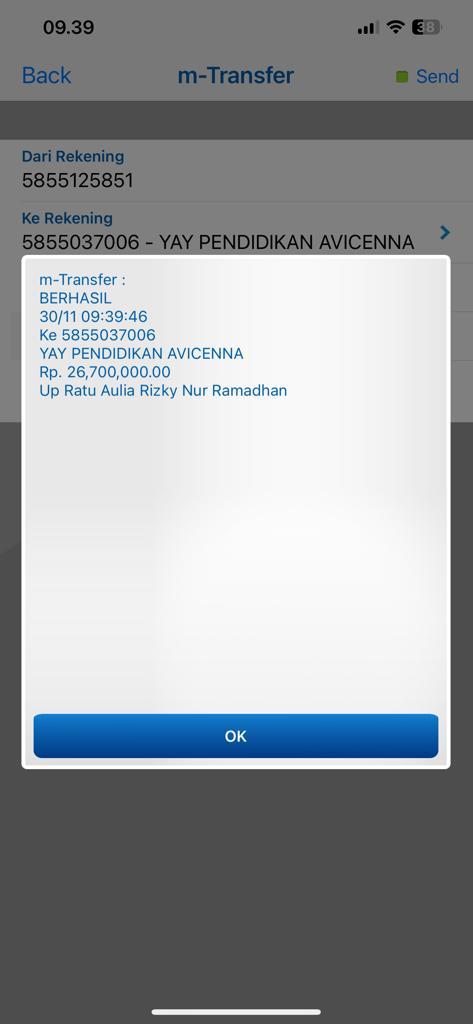 09.39
38
Back
m-Transfer
Send
Dari Rekening
5855125851
Ke Rekening
5855037006 - YAY PENDIDIKAN AVICENNA
m-Transfer :
BERHASIL
30/11 09:39:46
Ke 5855037006
YAY PENDIDIKAN AVICENNA
Rp. 26,700,000.00
Up Ratu Aulia Rizky Nur Ramadhan
OK